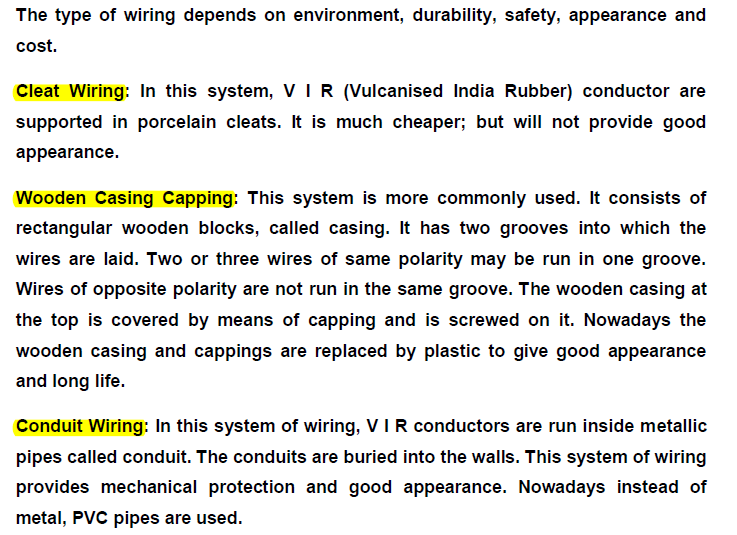 The type of wiring depends on environment, durability, safety, appearance and
cost.
Cleat Wiring: In this system, V I R (Vulcanised India Rubber) conductor are
supported in porcelain cleats. It is much cheaper; but will not provide good
appearance.
Wooden Casing Capping: This system is more commonly used. It consists of
rectangular wooden blocks, called casing. It has two grooves into which the
wires are laid. Two or three wires of same polarity may be run in one groove.
Wires of opposite polarity are not run in the same groove. The wooden casing at
the top is covered by means of capping and is screwed on it. Nowadays the
wooden casing and cappings are replaced by plastic to give good appearance
and long life.
Conduit Wiring: In this system of wiring, V I R conductors are run inside metallic
pipes called conduit. The conduits are buried into the walls. This system of wiring
provides mechanical protection and good appearance. Nowadays instead of
metal, PVC pipes are used.